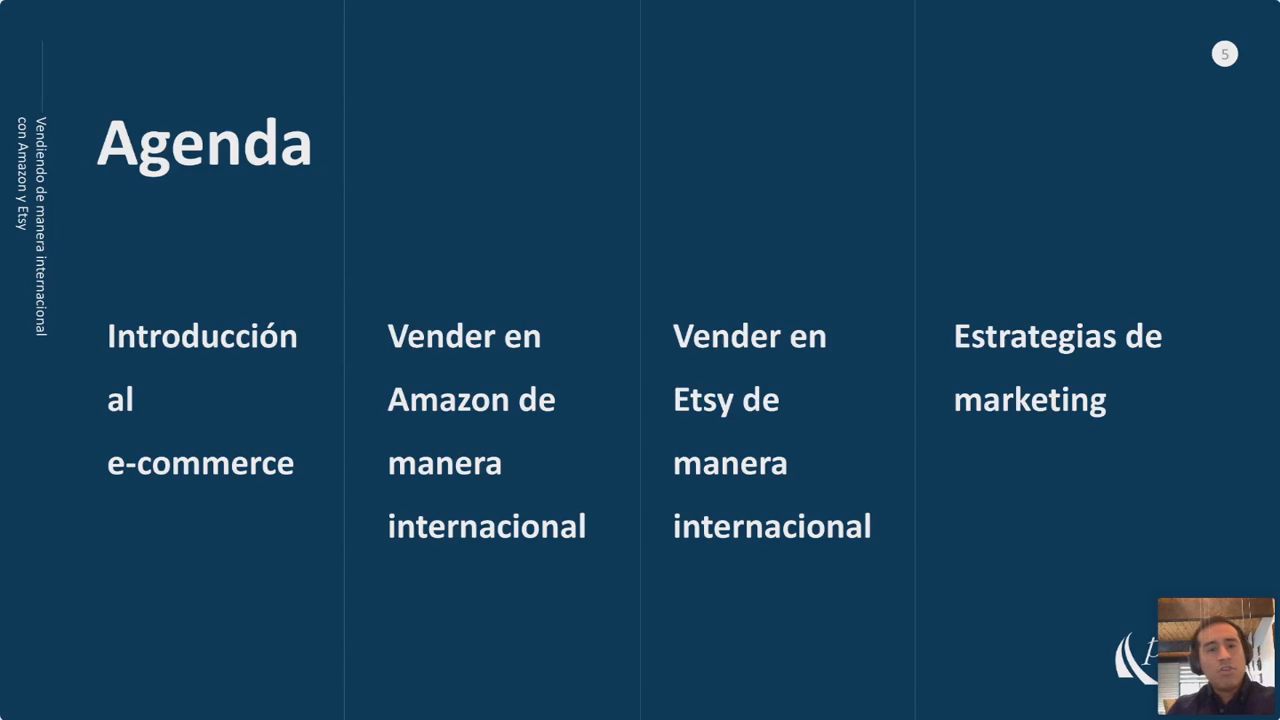 5
Vendiendo de manera internacional
con Amazon y Etsy
Agenda
Introducción
al
e-commerce
Vender en
Amazon de
manera
internacional
Vender en
Etsy de
manera
internacional
Estrategias de
marketing